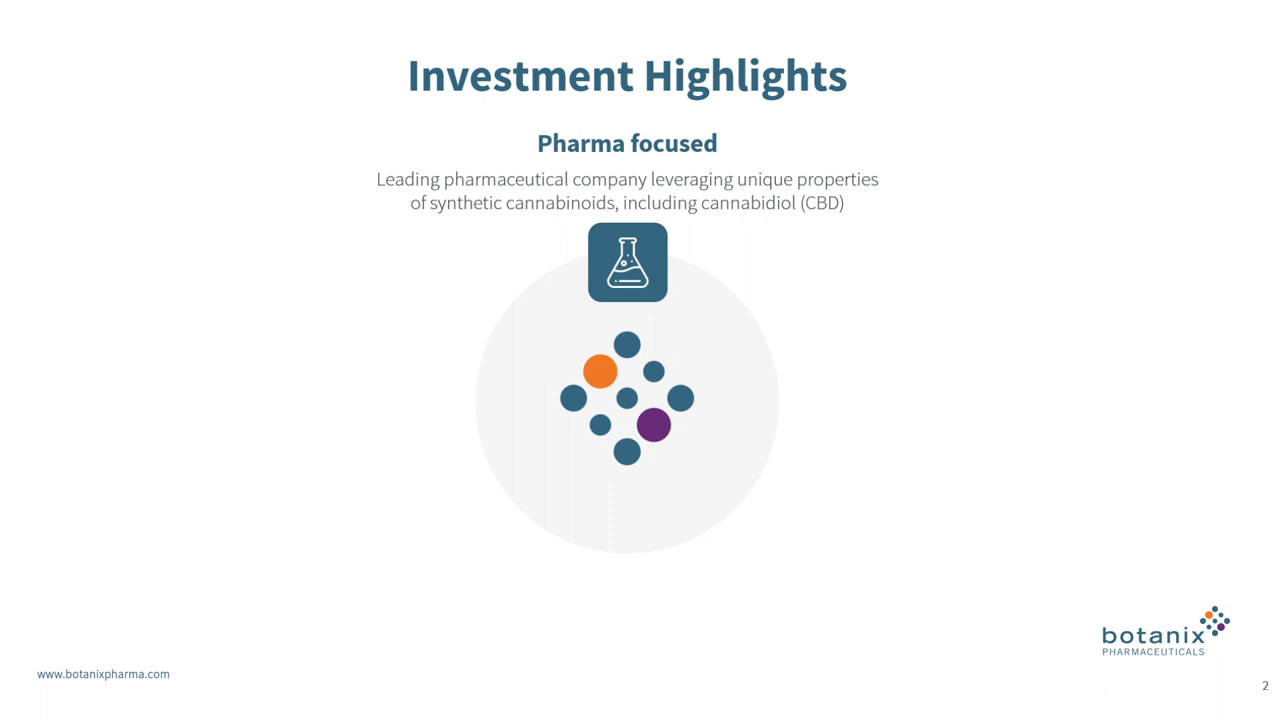 Investment Highlights
Pharma focused
Leading pharmaceutical company leveraging unique properties
of synthetic cannabinoids, including cannabidiol (CBD)
botanix
PHARMACEUTICALS
www.botanixpharma.com
2